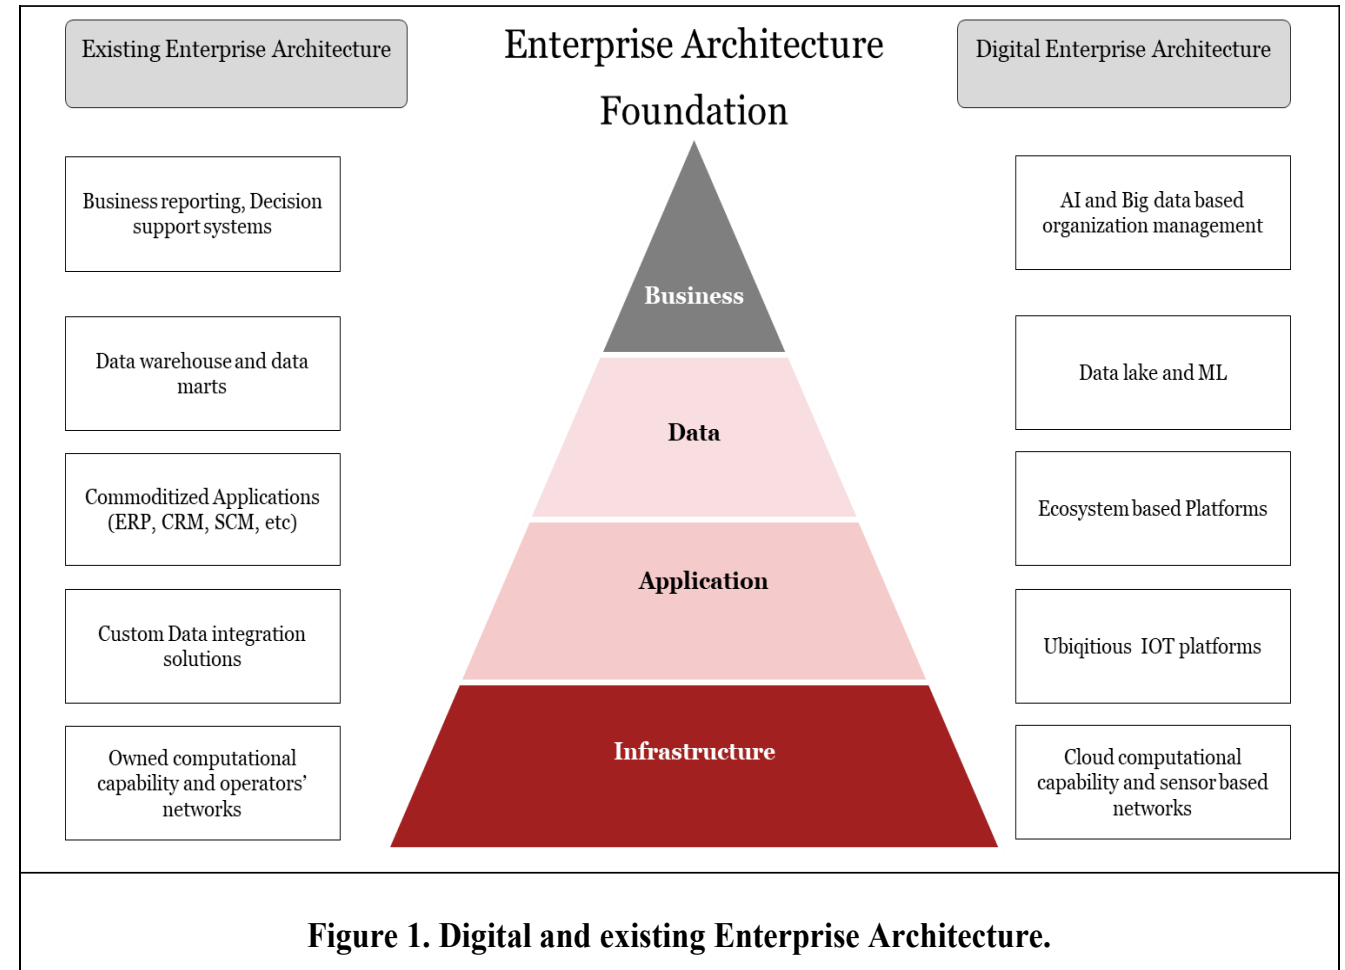 Existing Enterprise Architecture
Enterprise Architecture
Foundation
Digital Enterprise Architecture
Business reporting, Decision
support systems
Data warehouse and data
marts
Commoditized Applications
(ERP, CRM, SCM, etc)
Custom Data integration
solutions
Owned computational
capability and operators’
networks
Business
Data
Application
Infrastructure
AI and Big data based
organization management
Data lake and ML
Ecosystem based Platforms
Ubiqitious IOT platforms
Cloud computational
capability and sensor based
networks
Figure 1. Digital and existing Enterprise Architecture.